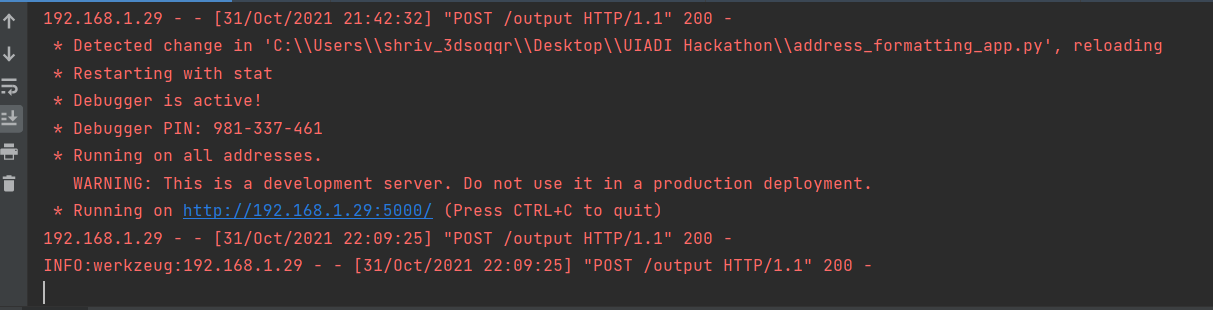 192.168.1.29 - - [31/Oct/2021 21:42:32] "POST /output HTTP/1.1" 200 -
* Detected change in 'C:\\Users\\shriv_3dsoqqr\\Desktop\\UIADI Hackathon\\address_formatting_app.py', reloading
* Restarting with stat
* Debugger is active!
* Debugger PIN: 981-337-461
* Running on all addresses.
WARNING: This is a development server. Do not use it in a production deployment.
* Running on http://192.168.1.29:5000/ (Press CTRL+C to quit)
192.168.1.29 - - [31/Oct/2021 22:09:25] "POST /output HTTP/1.1" 200 -
INFO:werkzeug:192.168.1.29 - - [31/Oct/2021 22:09:25] "POST /output HTTP/1.1" 200 -